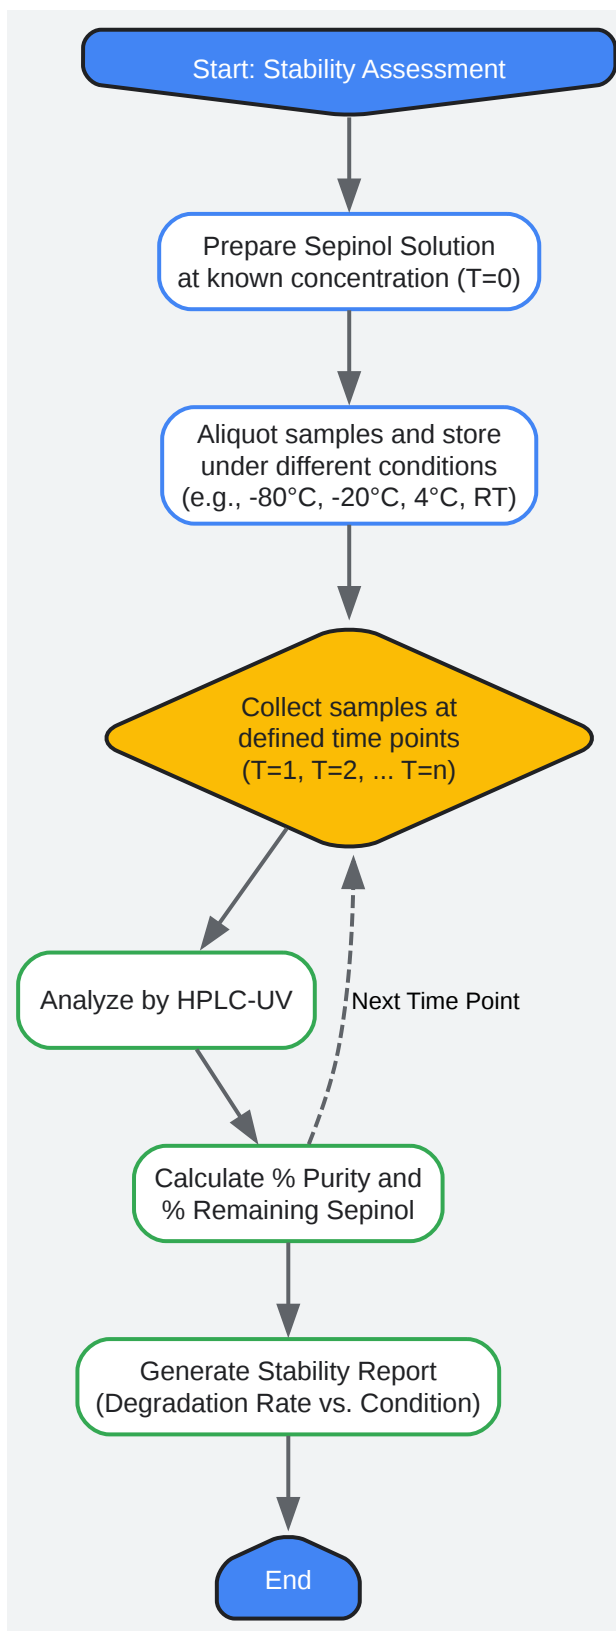 Start: Stability Assessment
Prepare Sepinol Solution
at known concentration (T=0)
Aliquot samples and store
under different conditions
(e.g., -80°C, -20°C, 4°C, RT)
Collect samples at
defined time points
(T=1, T=2, ... T=n)
Analyze by HPLC-UV
Next Time Point
Calculate % Purity and
% Remaining Sepinol
Generate Stability Report
(Degradation Rate vs. Condition)
End